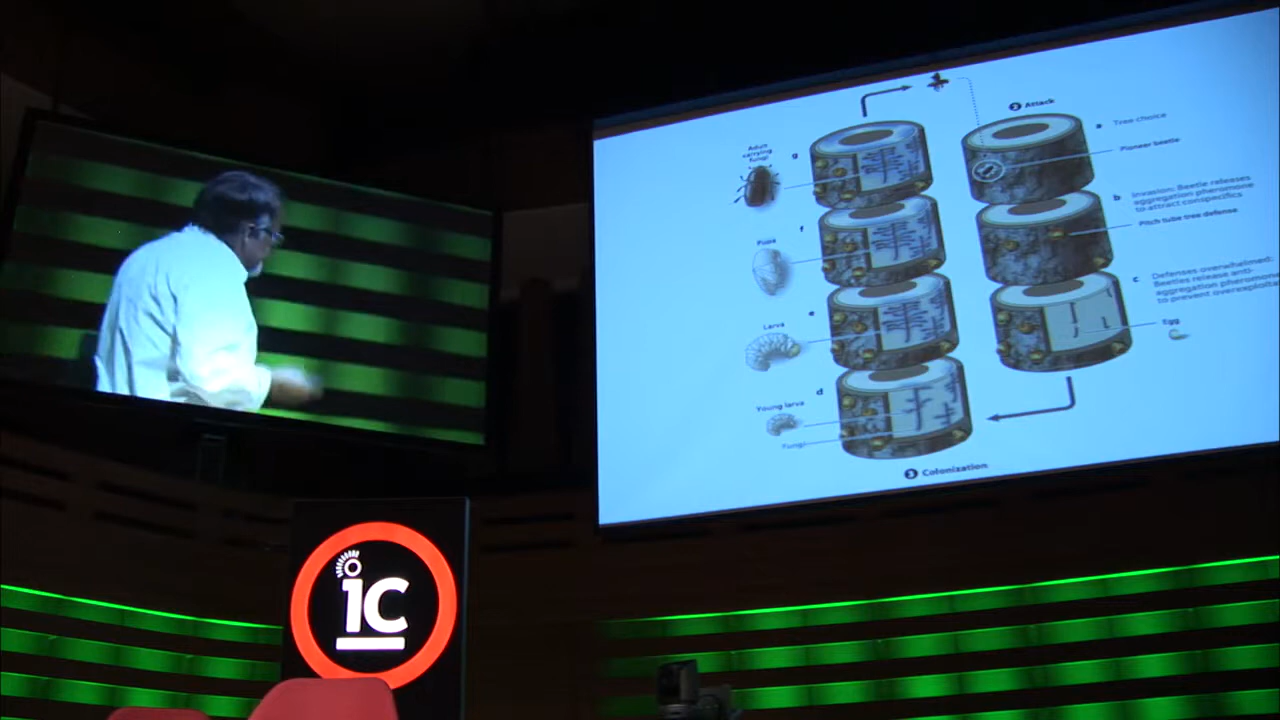 2 Attack
a Tree choice
Pioneer beetle
b Invasion: Beetle releases
aggregation pheromone
to attract conspecifics
Pitch tube tree defense
c Defenses overwhelmed:
Beetles release anti-
aggregation pheromone
to prevent overexploita
Egg
Adult
carrying
fungi
g
f
Pupa
e
Larva
d
Young larva
Fungi
3 Colonization
ic